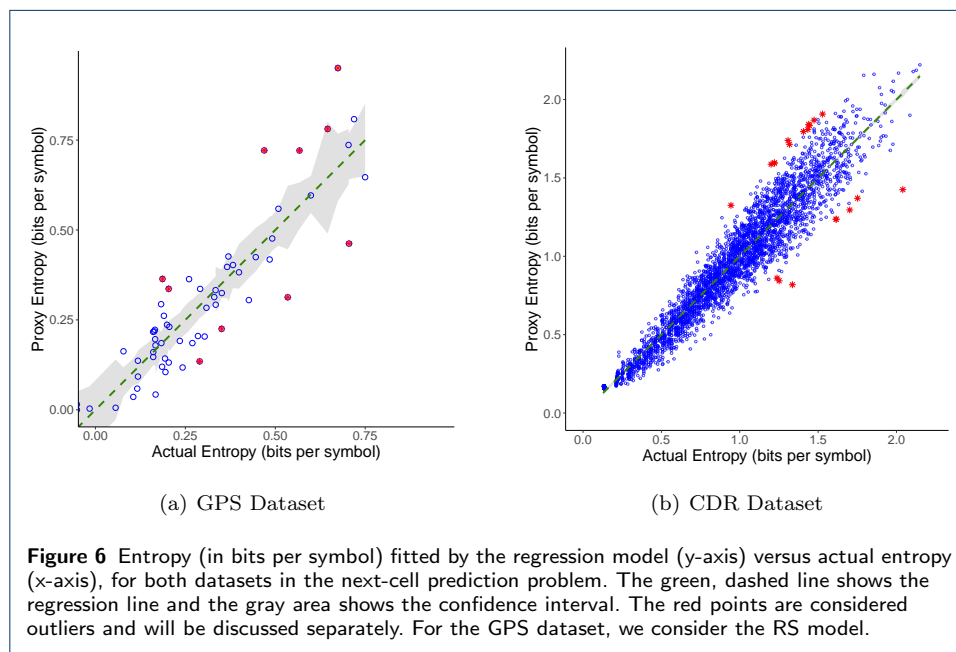 Proxy Entropy (bits per symbol)
0.75
0.50
0.25
0.00
0.00 0.25 0.50 0.75
Actual Entropy (bits per symbol)
(a) GPS Dataset
Proxy Entropy (bits per symbol)
2.0
1.5
1.0
0.5
0.0
0.0 0.5 1.0 1.5 2.0
Actual Entropy (bits per symbol)
(b) CDR Dataset
Figure 6 Entropy (in bits per symbol) fitted by the regression model (y-axis) versus actual entropy
(x-axis), for both datasets in the next-cell prediction problem. The green, dashed line shows the
regression line and the gray area shows the confidence interval. The red points are considered
outliers and will be discussed separately. For the GPS dataset, we consider the RS model.